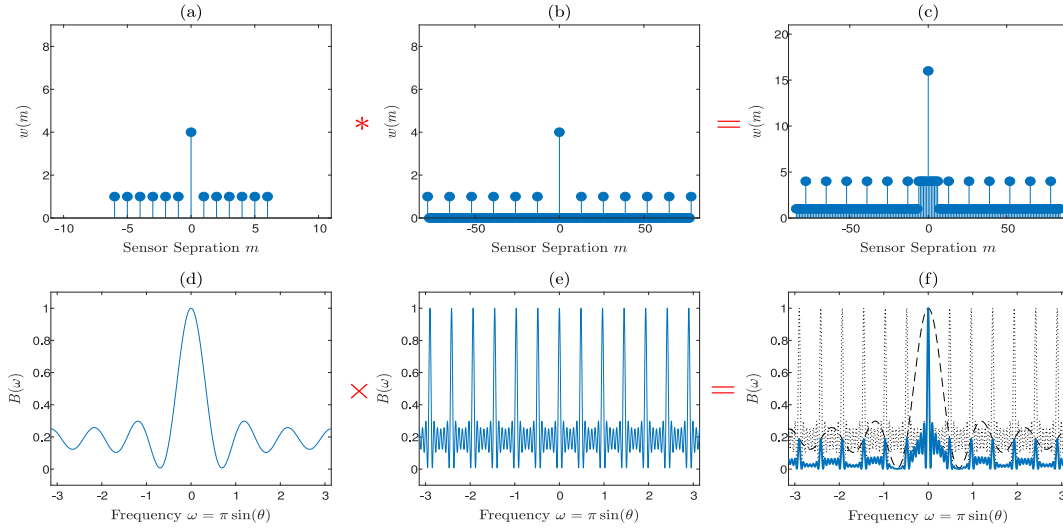 (a)
8
6
4
2
0
w(m)
-10 -5 0 5 10
Sensor Sepration m
*
(b)
8
6
4
2
0
w(m)
-50 0 50
Sensor Sepration m
=
(c)
20
15
10
5
0
w(m)
-50 0 50
Sensor Sepration m
(d)
1
0.8
0.6
0.4
0.2
0
B(ω)
-3 -2 -1 0 1 2 3
Frequency ω = π sin(θ)
×
(e)
1
0.8
0.6
0.4
0.2
0
B(ω)
-3 -2 -1 0 1 2 3
Frequency ω = π sin(θ)
=
(f)
1
0.8
0.6
0.4
0.2
0
B(ω)
-3 -2 -1 0 1 2 3
Frequency ω = π sin(θ)